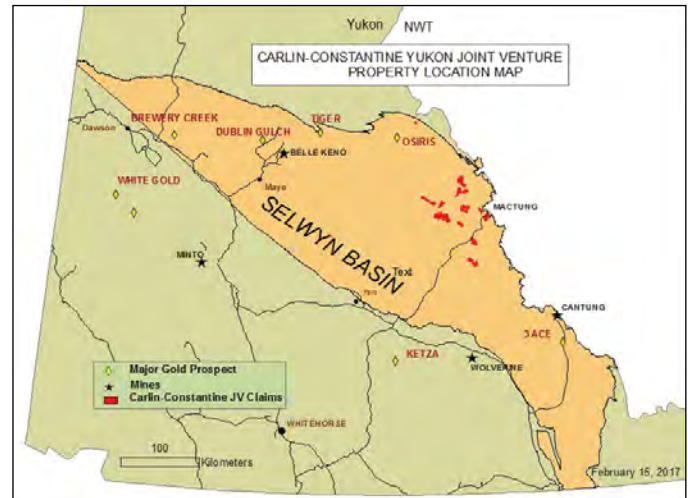 Yukon NWT
CARLIN-CONSTANTINE YUKON JOINT VENTURE
PROPERTY LOCATION MAP
BREWERY CREEK
TIGER
Dawson
DUBLIN GULCH
OSIRIS
BELLE KENO
Mayo
WHITE GOLD
MACTUNG
SELWYN BASIN
MINTO
Text
CANTUNG
3 ACE
KETZA
WOLVERINE
Major Gold Prospect
Mines
Carlin-Constantine JV Claims
WHITEHORSE
100
Kilometers
February 15, 2017